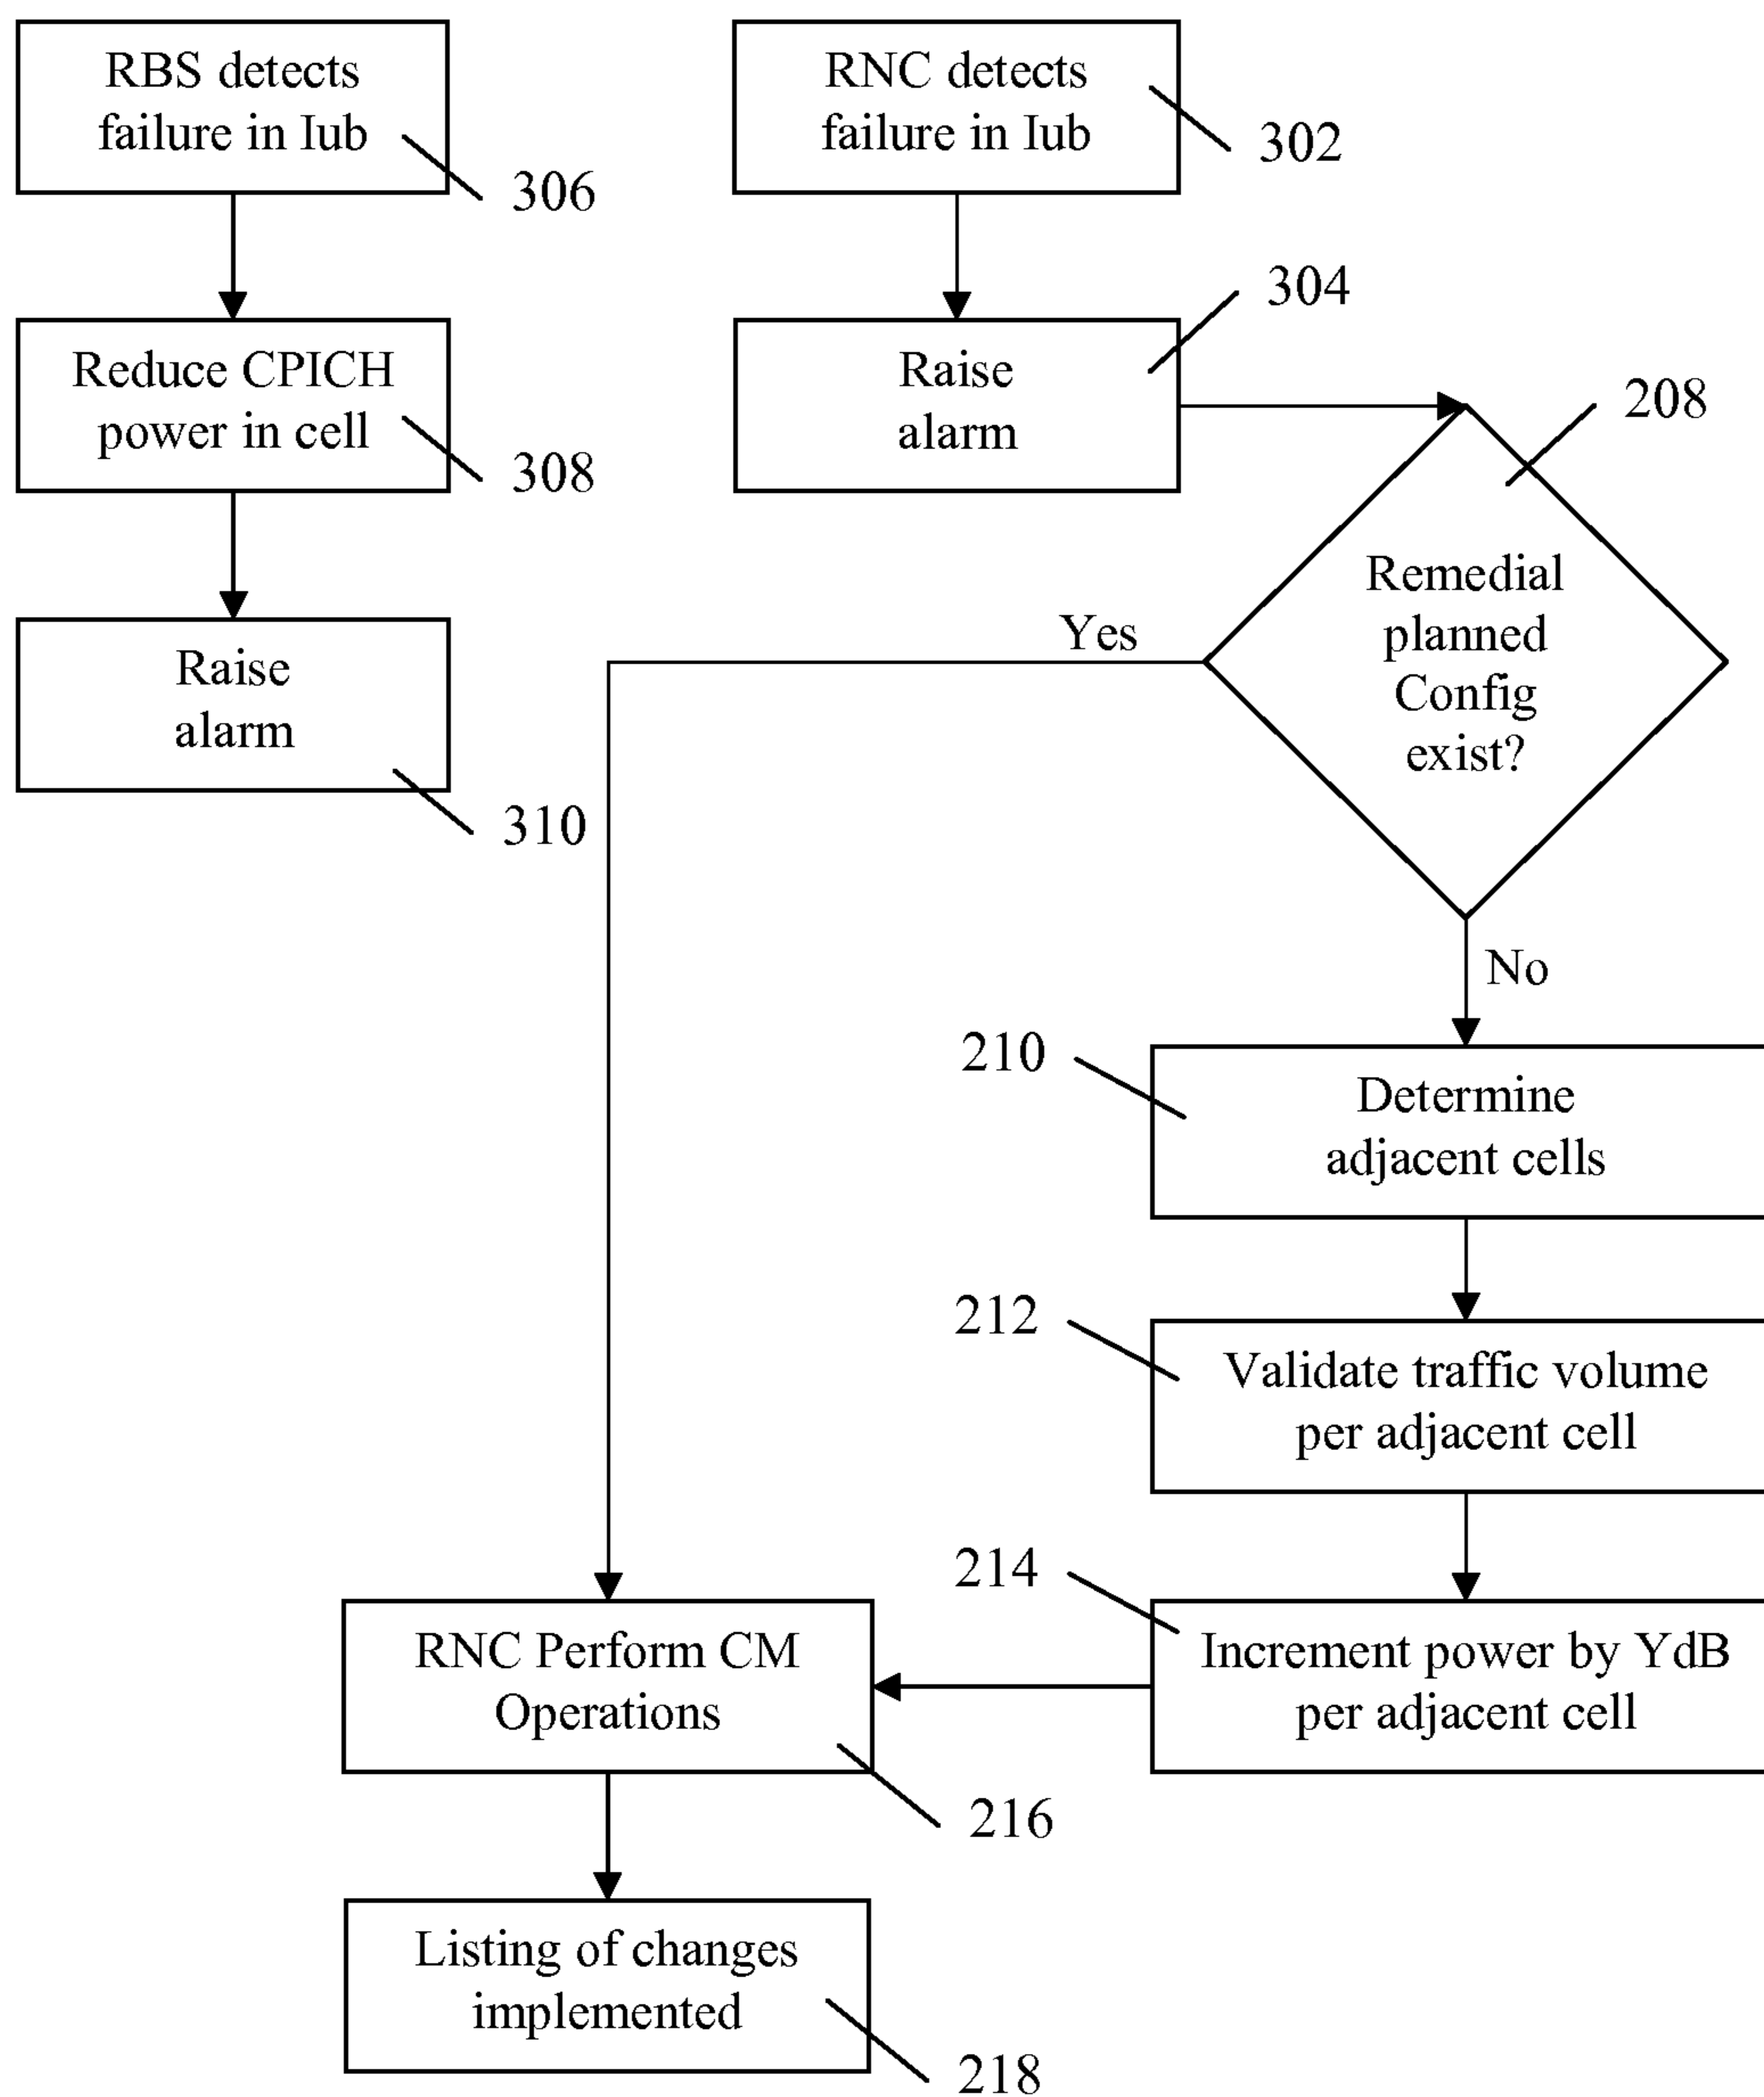 RBS detects
failure in Iub
306
RNC detects
failure in Iub
302
Reduce CPICH
power in cell
308
Raise
alarm
304
208
Remedial
planned
Config
exist?
Yes
Raise
alarm
310
No
210
Determine
adjacent cells
212
Validate traffic volume
per adjacent cell
214
Increment power by YdB
per adjacent cell
RNC Perform CM
Operations
216
Listing of changes
implemented
218